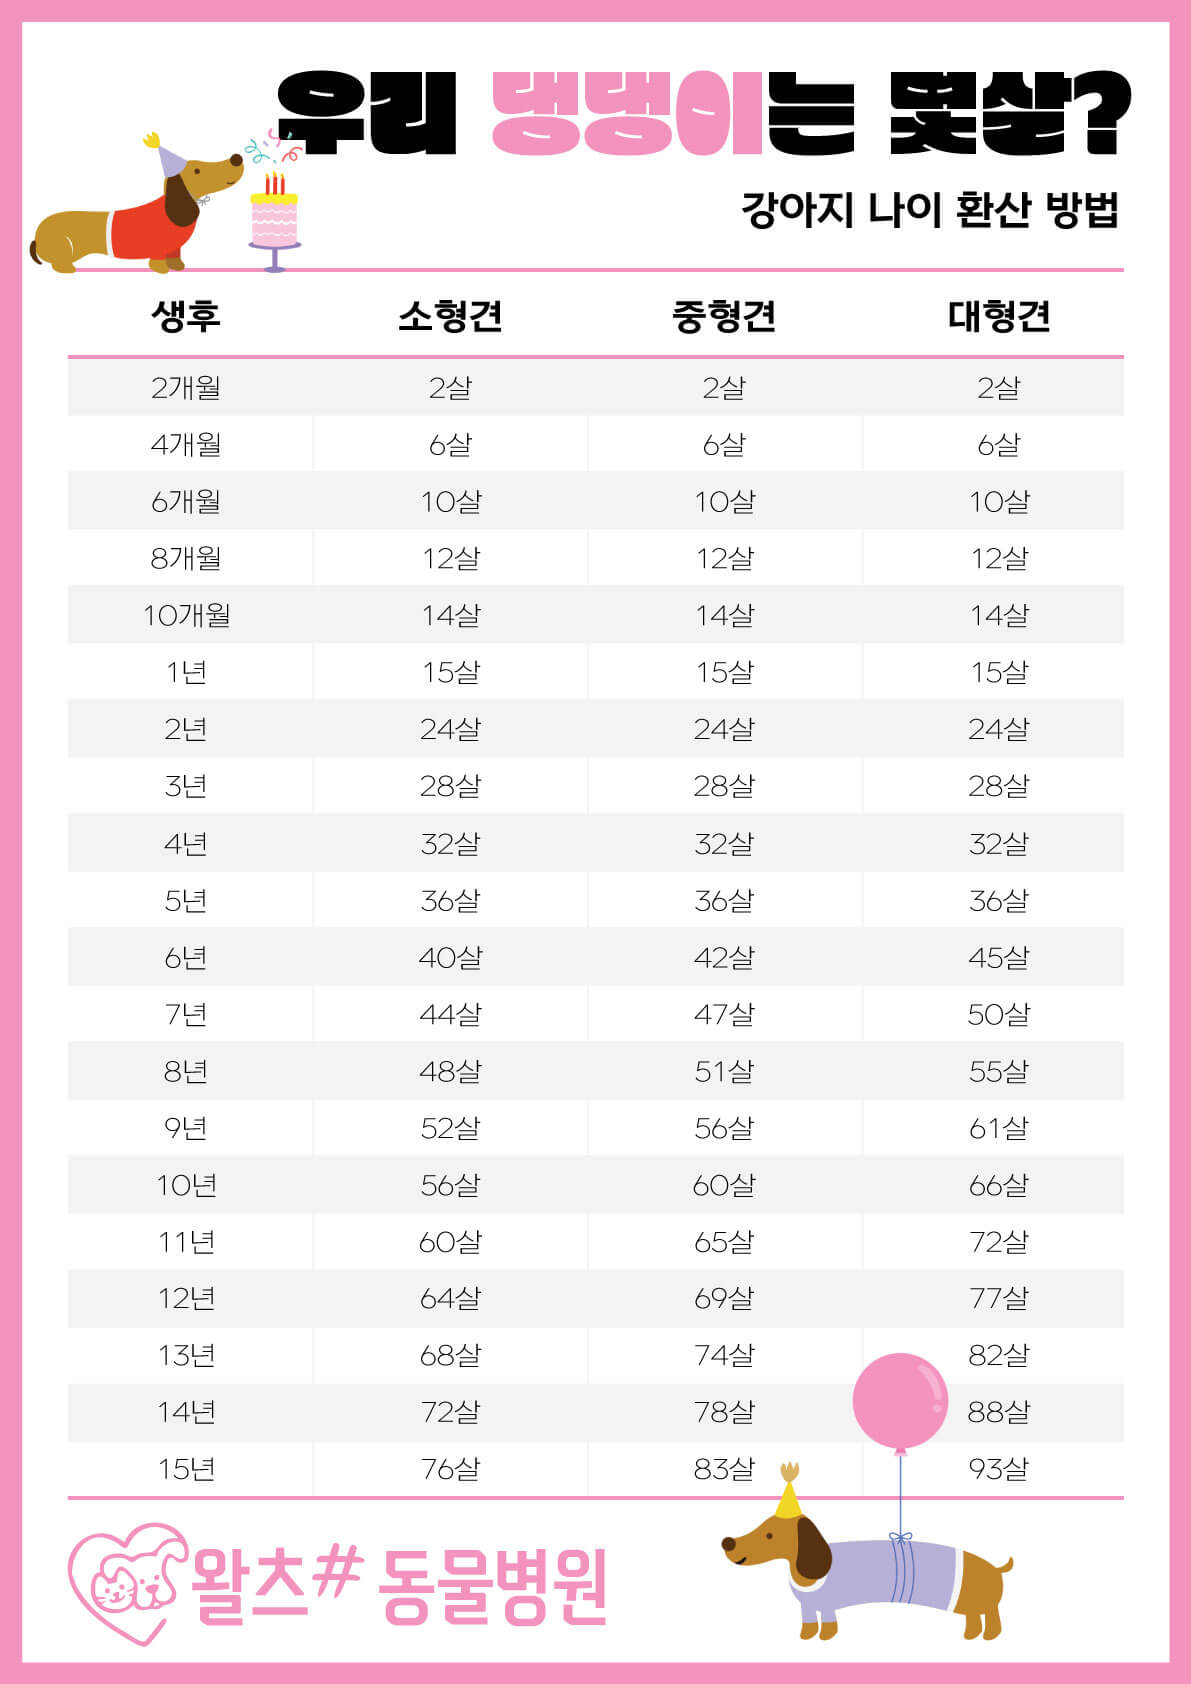 우리 댕댕이는 몇살?
강아지 나이 환산 방법
생후 소형견 중형견 대형견
2개월 2살 2살 2살
4개월 6살 6살 6살
6개월 10살 10살 10살
8개월 12살 12살 12살
10개월 14살 14살 14살
1년 15살 15살 15살
2년 24살 24살 24살
3년 28살 28살 28살
4년 32살 32살 32살
5년 36살 36살 36살
6년 40살 42살 45살
7년 44살 47살 50살
8년 48살 51살 55살
9년 52살 56살 61살
10년 56살 60살 66살
11년 60살 65살 72살
12년 64살 69살 77살
13년 68살 74살 82살
14년 72살 78살 88살
15년 76살 83살 93살
왈츠# 동물병원